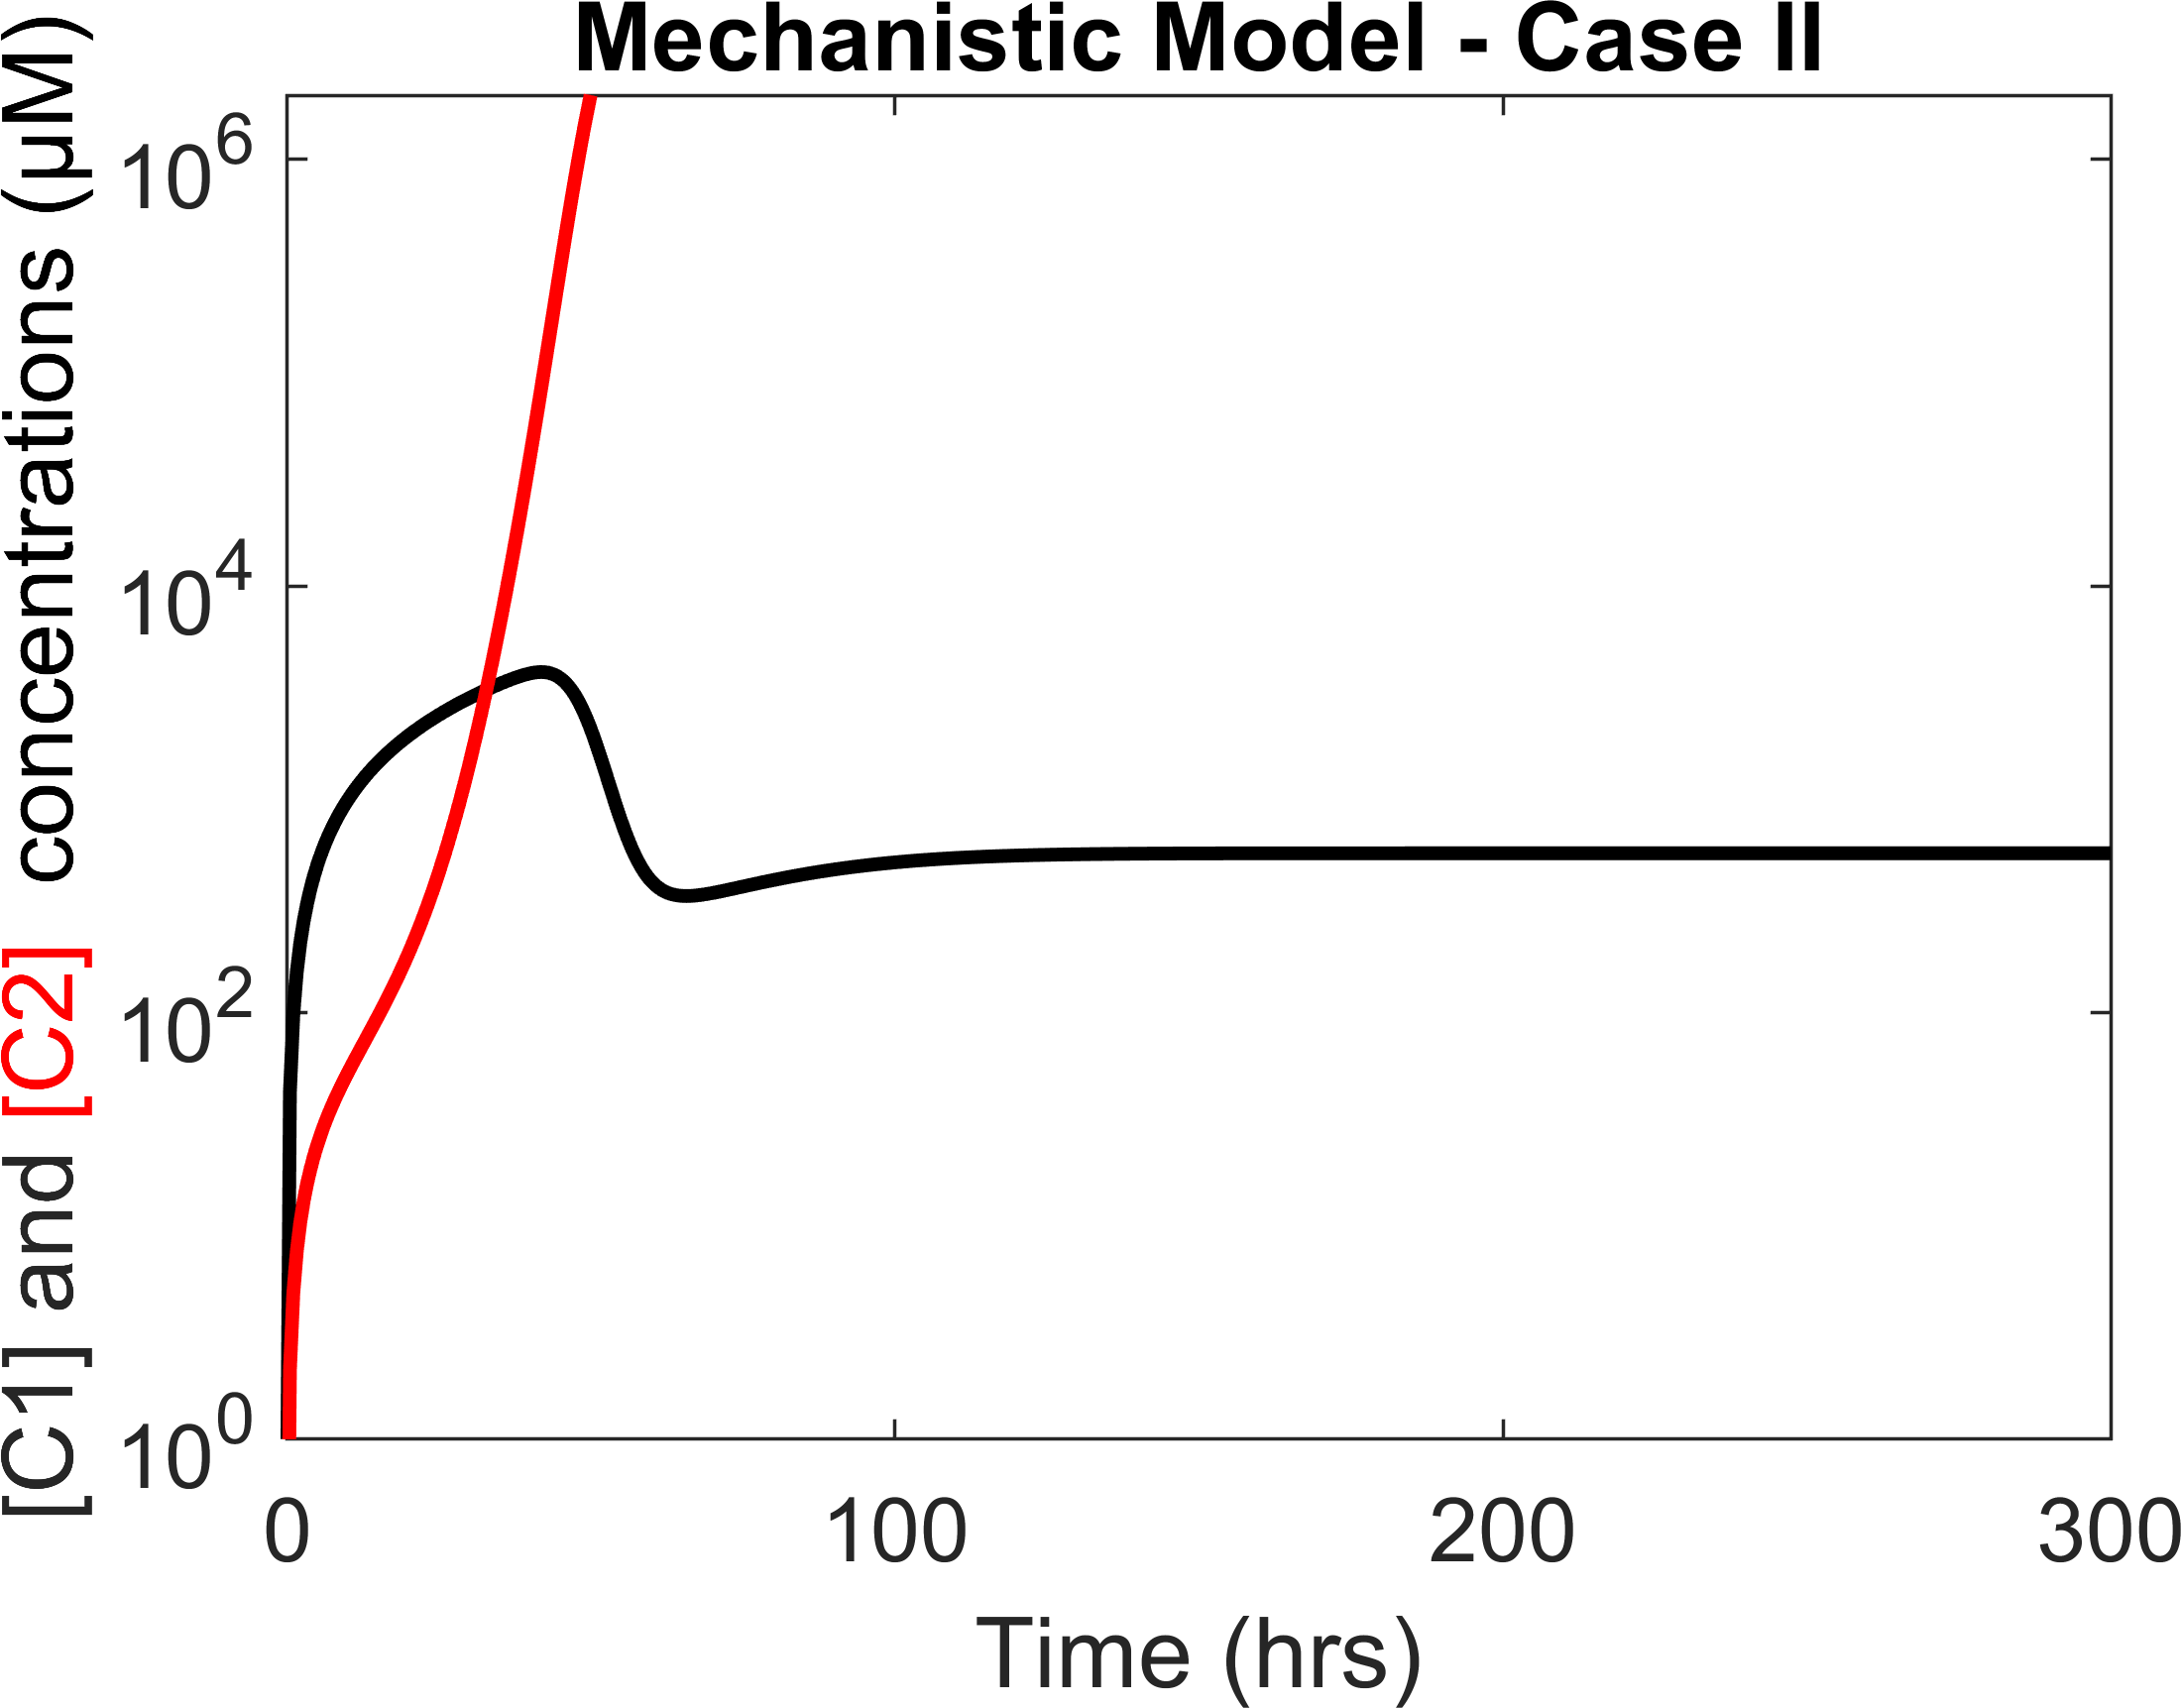 Mechanistic Model - Case II
[C1] and [C2] concentrations (µM)
10^6
10^4
10^2
10^0
0 100 200 300
Time (hrs)